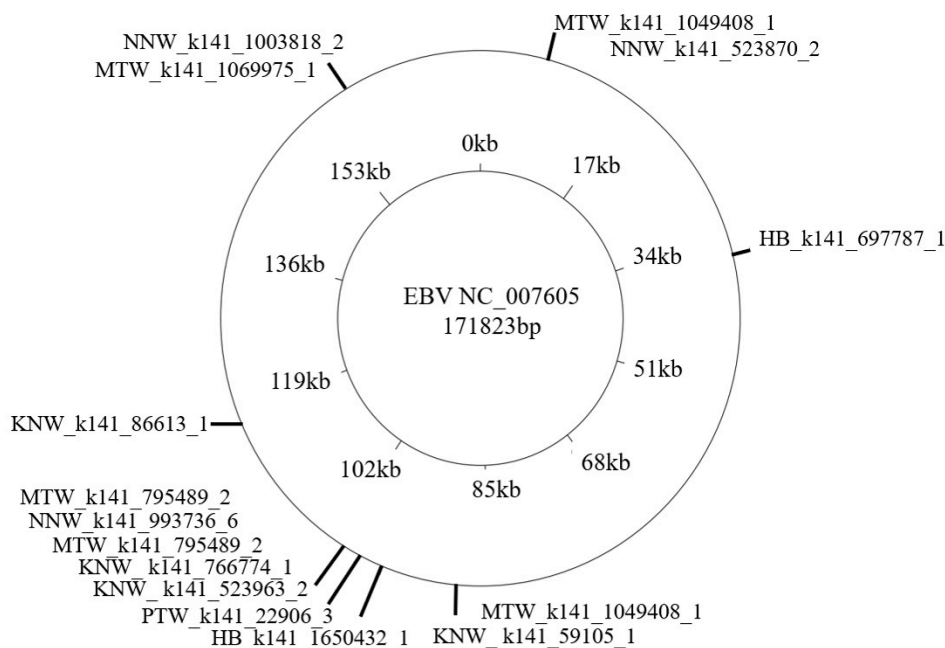 MTW_k141_1049408_1
NNW_k141_523870_2
NNW_k141_1003818_2
MTW_k141_1069975_1
0kb
17kb
153kb
HB_k141_697787_1
34kb
136kb
EBV NC_007605
171823bp
51kb
119kb
KNW_k141_86613_1
102kb
68kb
85kb
MTW_k141_795489_2
NNW_k141_993736_6
MTW_k141_795489_2
KNW_k141_766774_1
KNW_k141_523963_2
PTW_k141_22906_3
HB_k141_1650432_1
MTW_k141_1049408_1
KNW_k141_59105_1